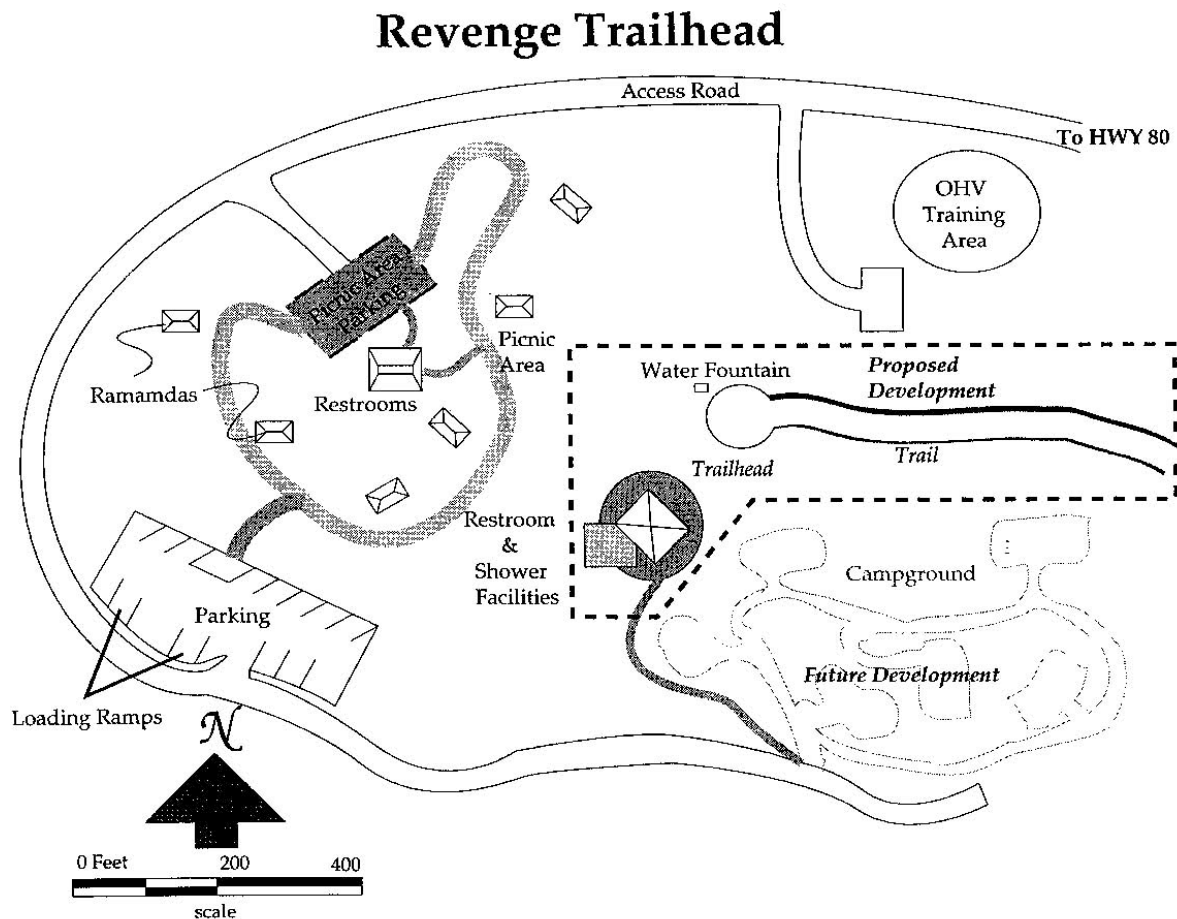 Revenge Trailhead
Access Road
To HWY 80
OHV
Training
Area
Picnic Area
Parking
Picnic
Area
Ramamdas
Restrooms
Water Fountain
Proposed
Development
Trailhead
Trail
Restroom
&
Shower
Facilities
Campground
Parking
Future Development
Loading Ramps
N
0 Feet 200 400
scale